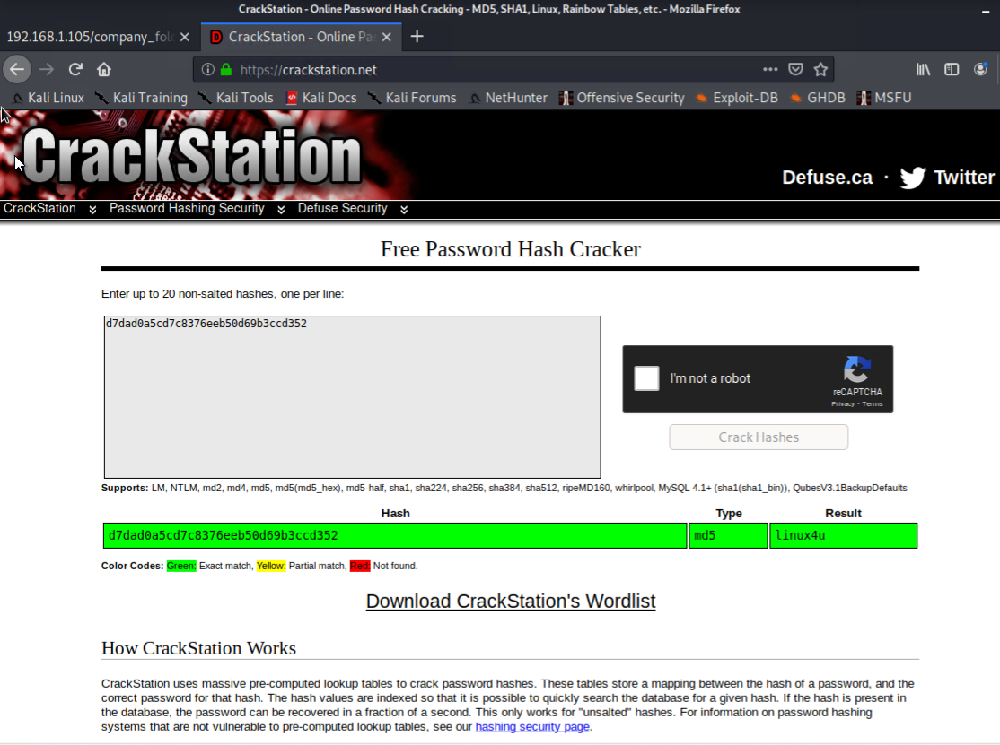 CrackStation - Online Password Hash Cracking - MD5, SHA1, Linux, Rainbow Tables, etc. - Mozilla Firefox
192.168.1.105/company_fol CrackStation - Online Pa
https://crackstation.net
Kali Linux Kali Training Kali Tools Kali Docs Kali Forums NetHunter Offensive Security Exploit-DB GHDB MSFU
CrackStation
Defuse.ca · Twitter
CrackStation Password Hashing Security Defuse Security
Free Password Hash Cracker
Enter up to 20 non-salted hashes, one per line:
d7dad0a5cd7c8376eeb50d69b3ccd352
I'm not a robot
reCAPTCHA
Privacy - Terms
Crack Hashes
Supports: LM, NTLM, md2, md4, md5, md5(md5_hex), md5-half, sha1, sha224, sha256, sha384, sha512, ripeMD160, whirlpool, MySQL 4.1+ (sha1(sha1_bin)), QubesV3.1BackupDefaults
Hash Type Result
d7dad0a5cd7c8376eeb50d69b3ccd352 md5 linux4u
Color Codes: Green: Exact match, Yellow: Partial match, Red: Not found.
Download CrackStation's Wordlist
How CrackStation Works
CrackStation uses massive pre-computed lookup tables to crack password hashes. These tables store a mapping between the hash of a password, and the
correct password for that hash. The hash values are indexed so that it is possible to quickly search the database for a given hash. If the hash is present in
the database, the password can be recovered in a fraction of a second. This only works for "unsalted" hashes. For information on password hashing
systems that are not vulnerable to pre-computed lookup tables, see our hashing security page.